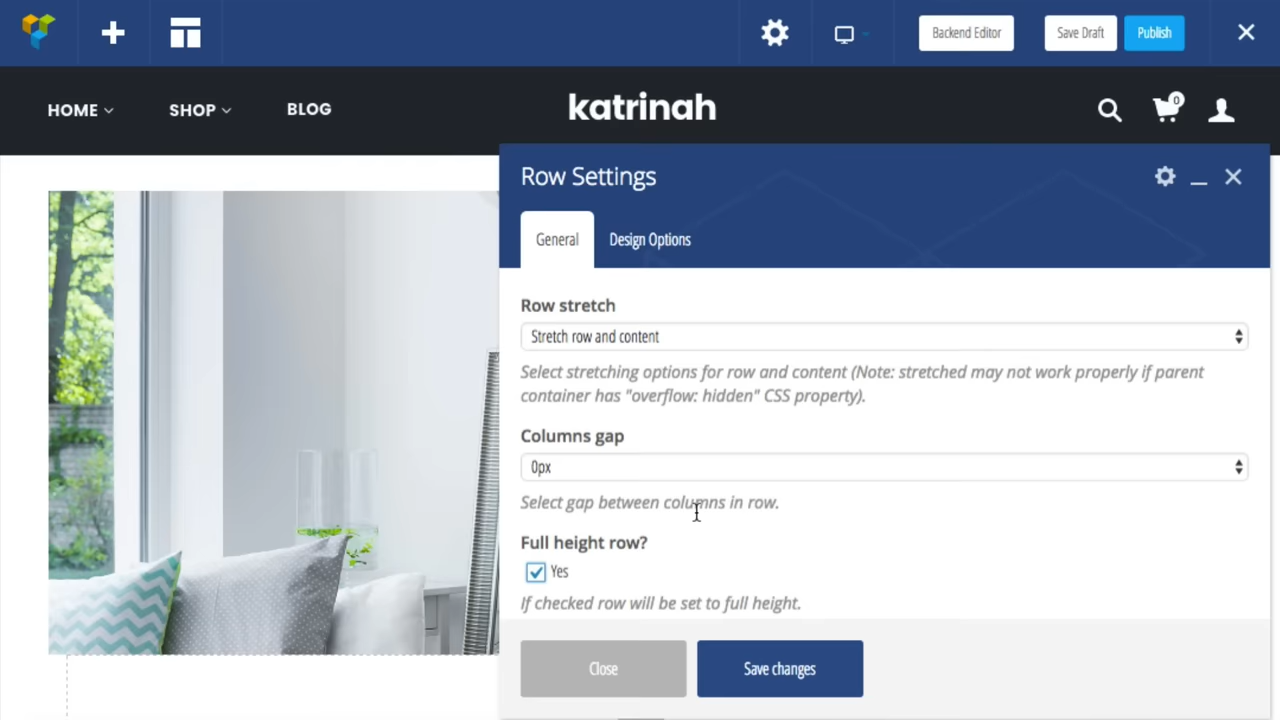 Backend Editor
Save Draft
Publish
HOME
SHOP
BLOG
katrinah
0
Row Settings
General
Design Options
Row stretch
Stretch row and content
Select stretching options for row and content (Note: stretched may not work properly if parent
container has "overflow: hidden" CSS property).
Columns gap
0px
Select gap between columns in row.
Full height row?
Yes
If checked row will be set to full height.
Close
Save changes